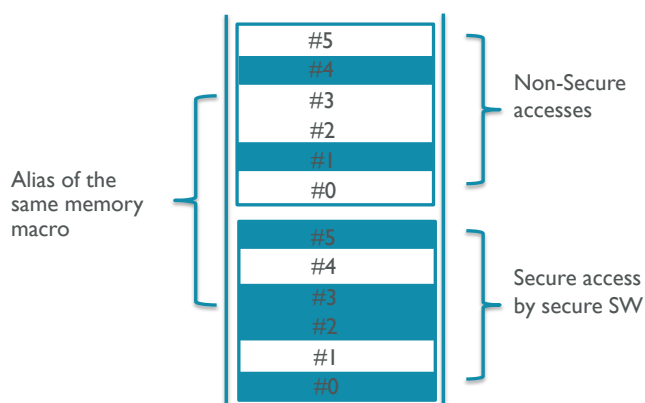 #5
#4
#3
#2
#1
#0
Non-Secure
accesses
Alias of the
same memory
macro
#5
#4
#3
#2
#1
#0
Secure access
by secure SW